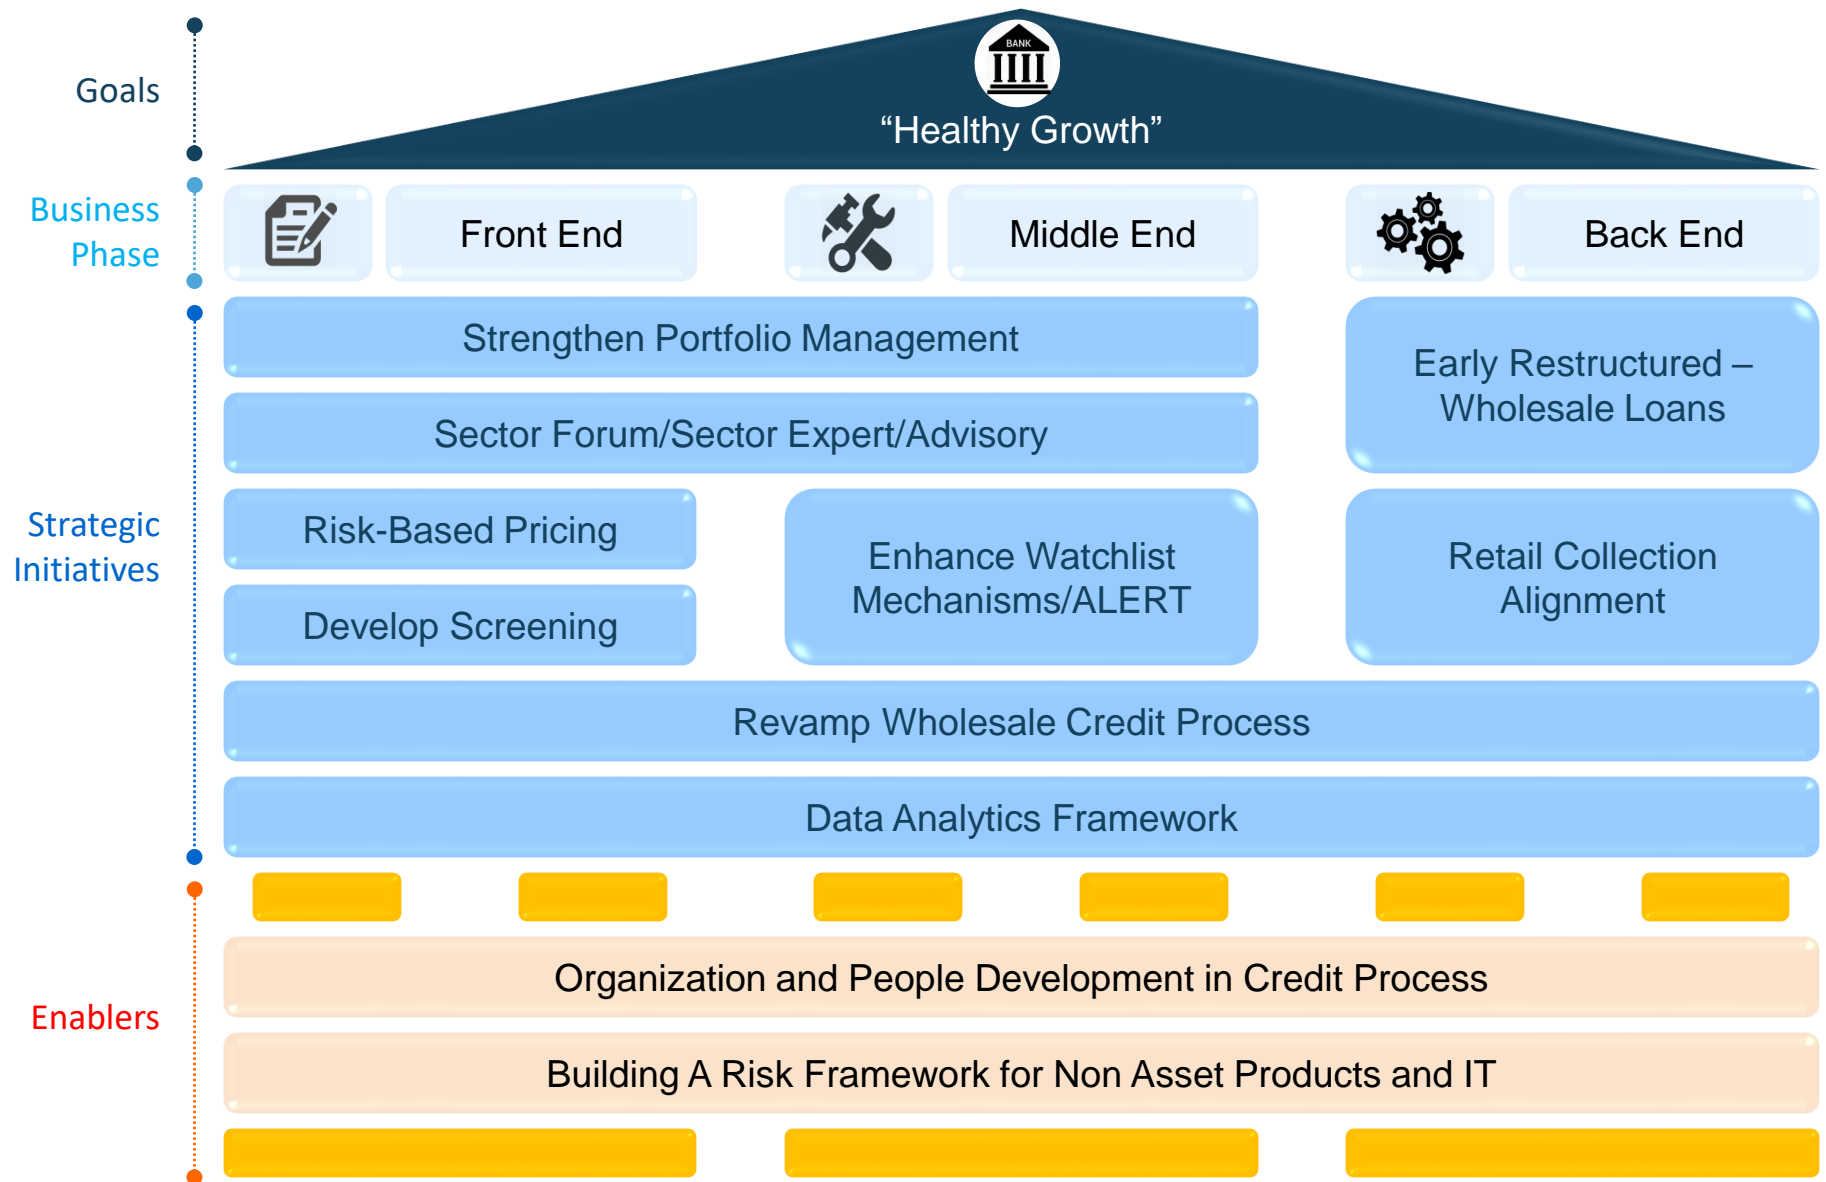 Goals
BANK
“Healthy Growth”
Business
Phase
Front End
Middle End
Back End
Strategic
Initiatives
Strengthen Portfolio Management
Sector Forum/Sector Expert/Advisory
Early Restructured –
Wholesale Loans
Risk-Based Pricing
Develop Screening
Enhance Watchlist
Mechanisms/ALERT
Retail Collection
Alignment
Revamp Wholesale Credit Process
Data Analytics Framework
Enablers
Organization and People Development in Credit Process
Building A Risk Framework for Non Asset Products and IT